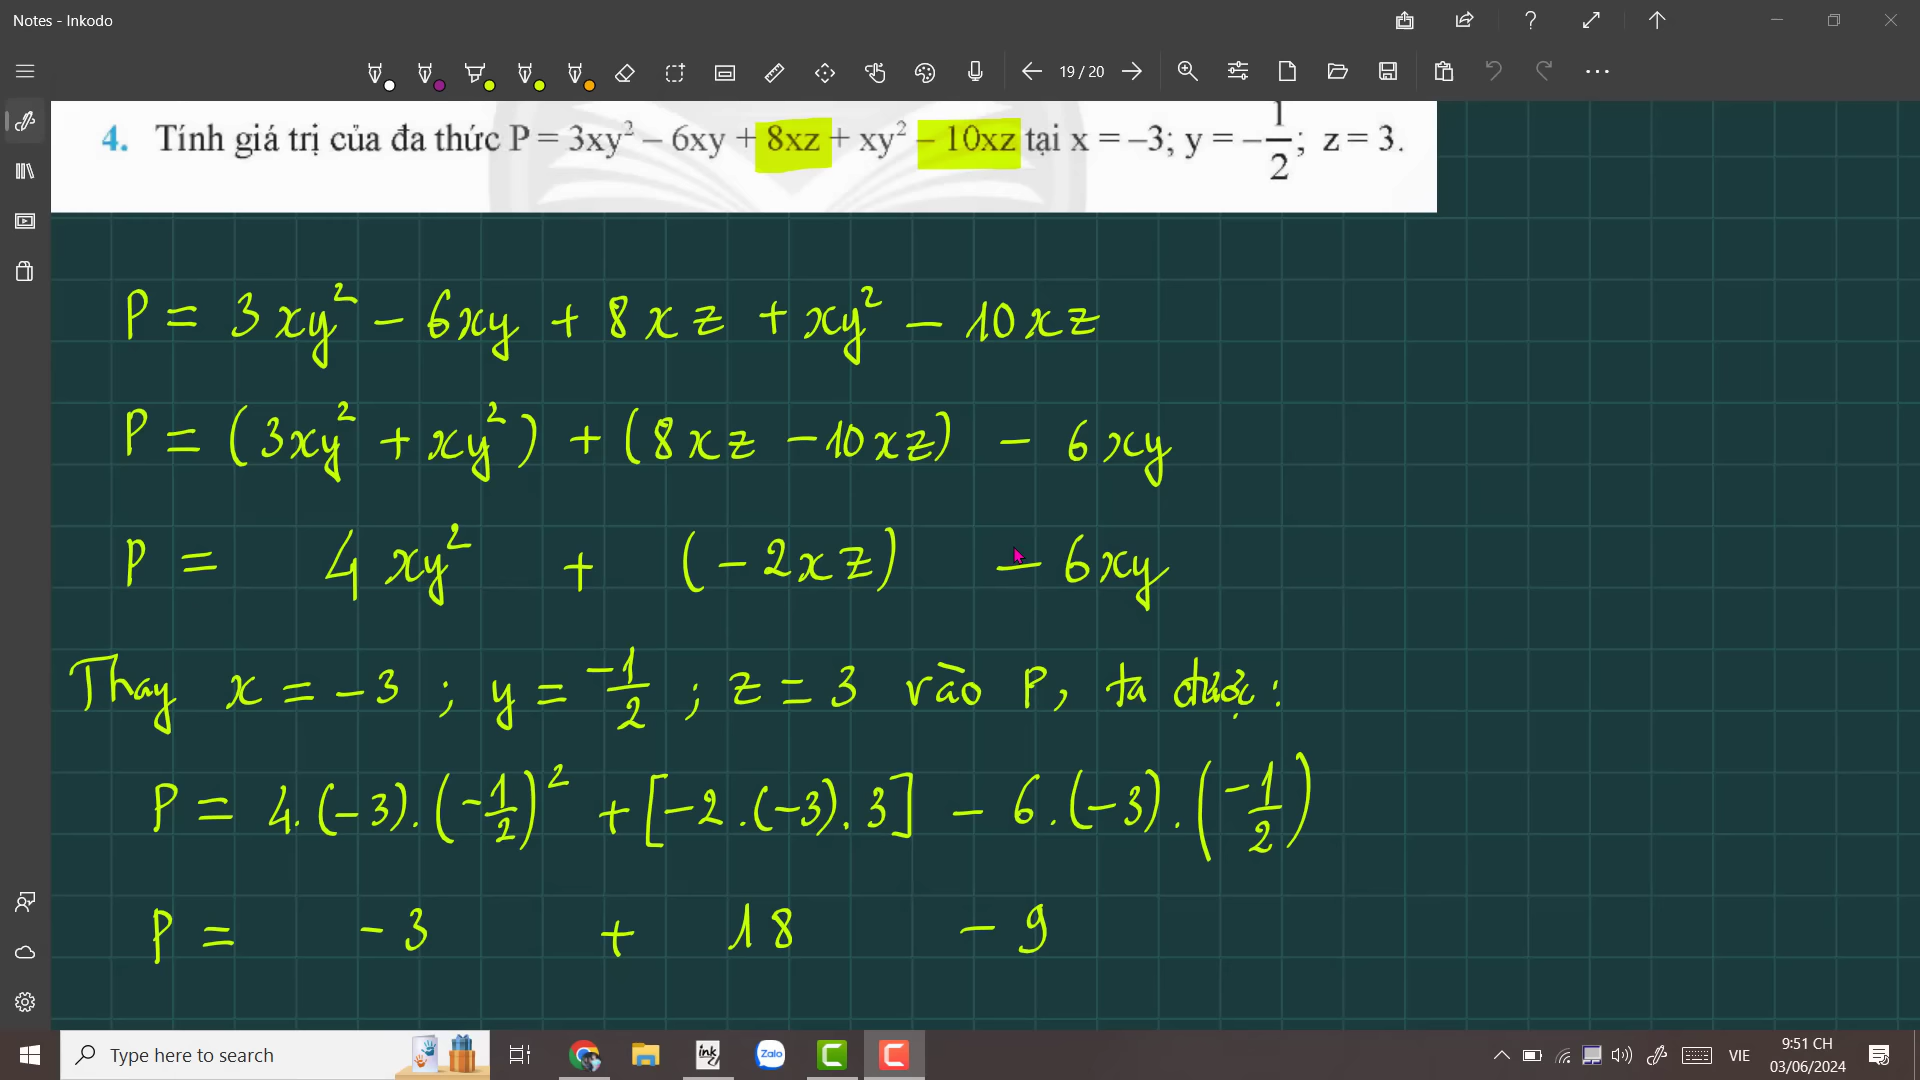 Notes - Inkodo
19 / 20
4. Tính giá trị của đa thức P = 3xy² – 6xy + 8xz + xy² – 10xz tại x = –3; y = –1/2; z = 3.
P = 3xy² - 6xy + 8xz + xy² - 10xz
P = (3xy² + xy²) + (8xz - 10xz) - 6xy
P = 4xy² + (-2xz) - 6xy
Thay x = -3 ; y = -1/2 ; z = 3 vào P, ta được :
P = 4.(-3).(-1/2)² + [-2.(-3).3] - 6.(-3).(-1/2)
P = -3 + 18 - 9
Type here to search
ink
Zalo
VIE
9:51 CH
03/06/2024